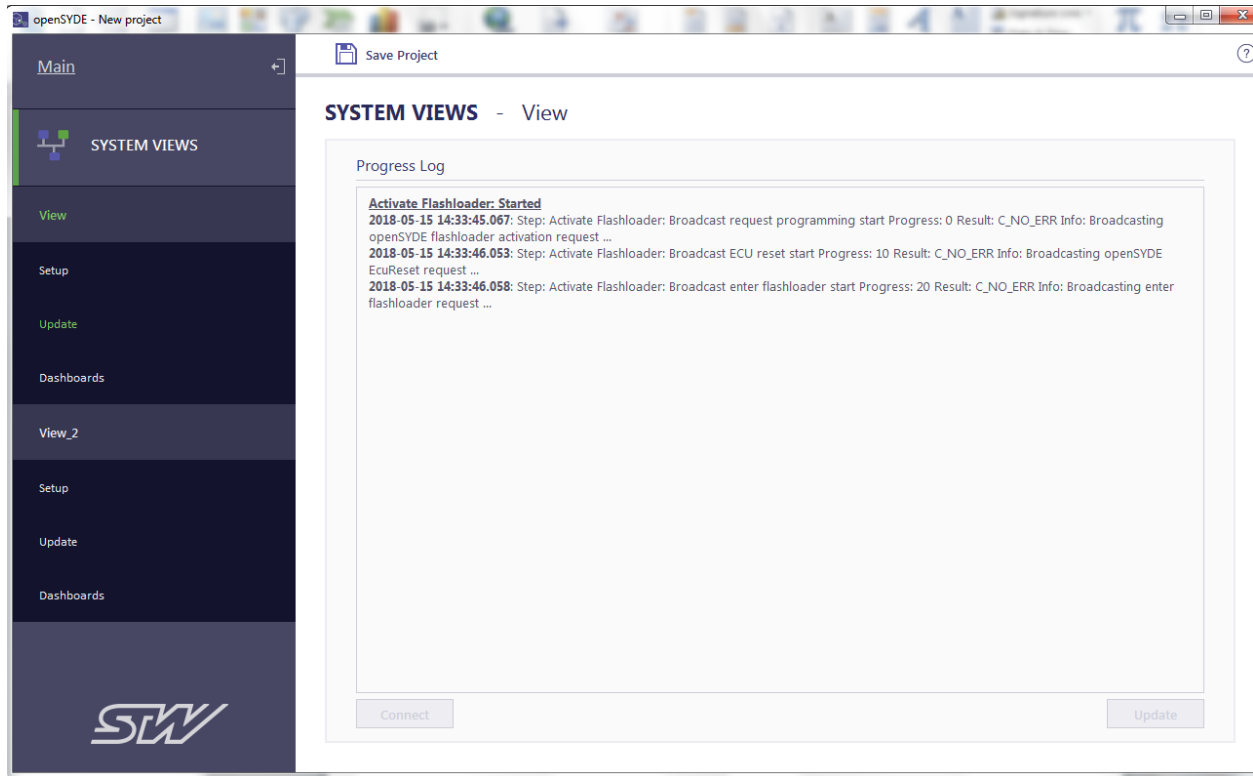 openSYDE - New project
Main
Save Project
SYSTEM VIEWS
SYSTEM VIEWS - View
Progress Log
Activate Flashloader: Started
2018-05-15 14:33:45.067: Step: Activate Flashloader: Broadcast request programming start Progress: 0 Result: C_NO_ERR Info: Broadcasting
openSYDE flashloader activation request ...
2018-05-15 14:33:46.053: Step: Activate Flashloader: Broadcast ECU reset start Progress: 10 Result: C_NO_ERR Info: Broadcasting openSYDE
EcuReset request ...
2018-05-15 14:33:46.058: Step: Activate Flashloader: Broadcast enter flashloader start Progress: 20 Result: C_NO_ERR Info: Broadcasting enter
flashloader request ...
View
Setup
Update
Dashboards
View_2
Setup
Update
Dashboards
STW
Connect
Update